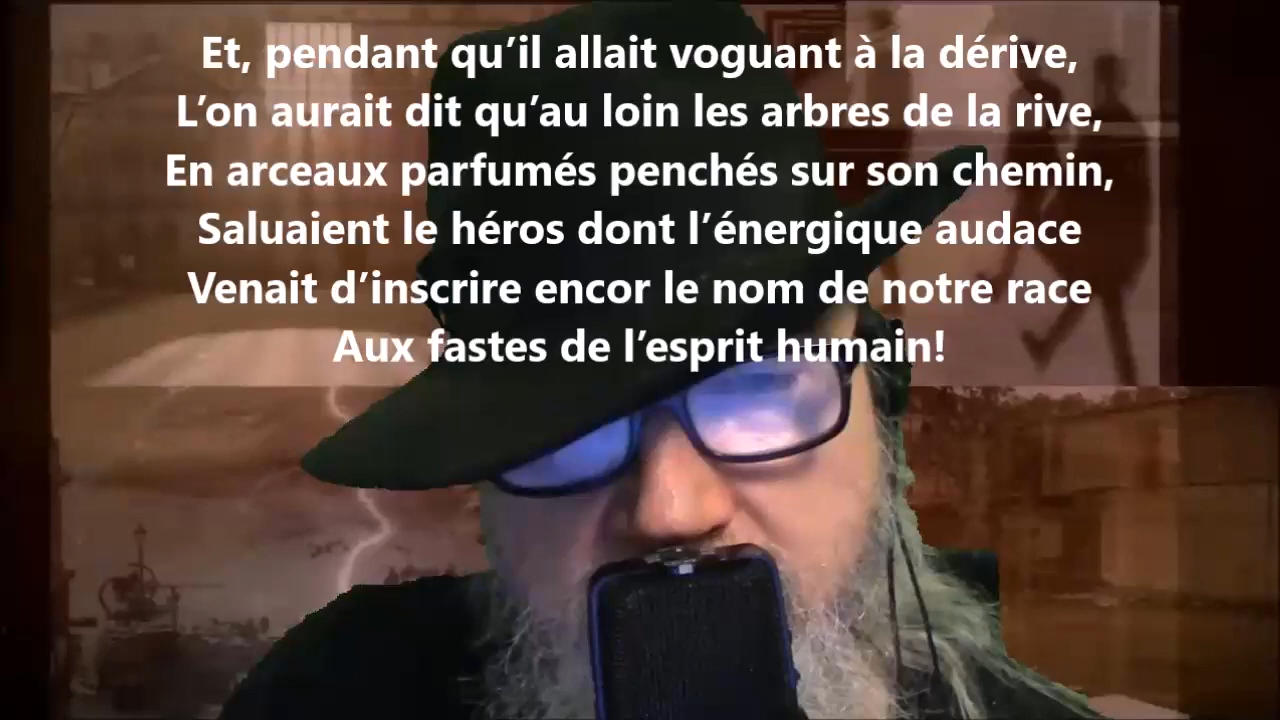 Et, pendant qu’il allait voguant à la dérive,
L’on aurait dit qu’au loin les arbres de la rive,
En arceaux parfumés penchés sur son chemin,
Saluaient le héros dont l’énergique audace
Venait d’inscrire encor le nom de notre race
Aux fastes de l’esprit humain!